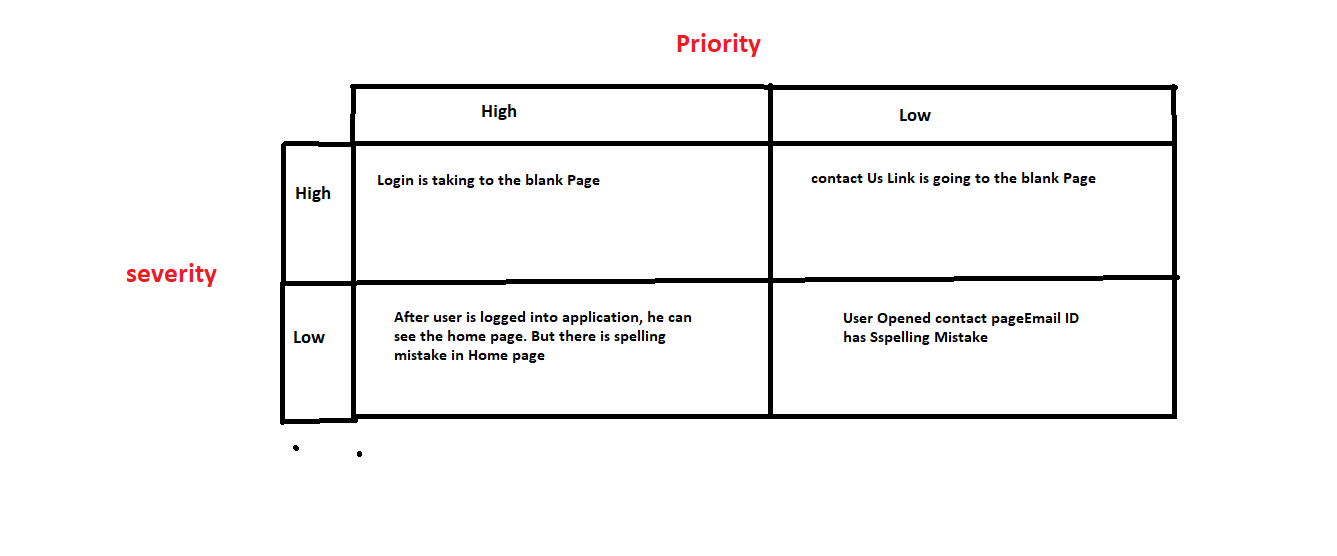 Priority
High
Low
High
Login is taking to the blank Page
contact Us Link is going to the blank Page
severity
Low
After user is logged into application, he can
see the home page. But there is spelling
mistake in Home page
User Opened contact pageEmail ID
has Sspelling Mistake